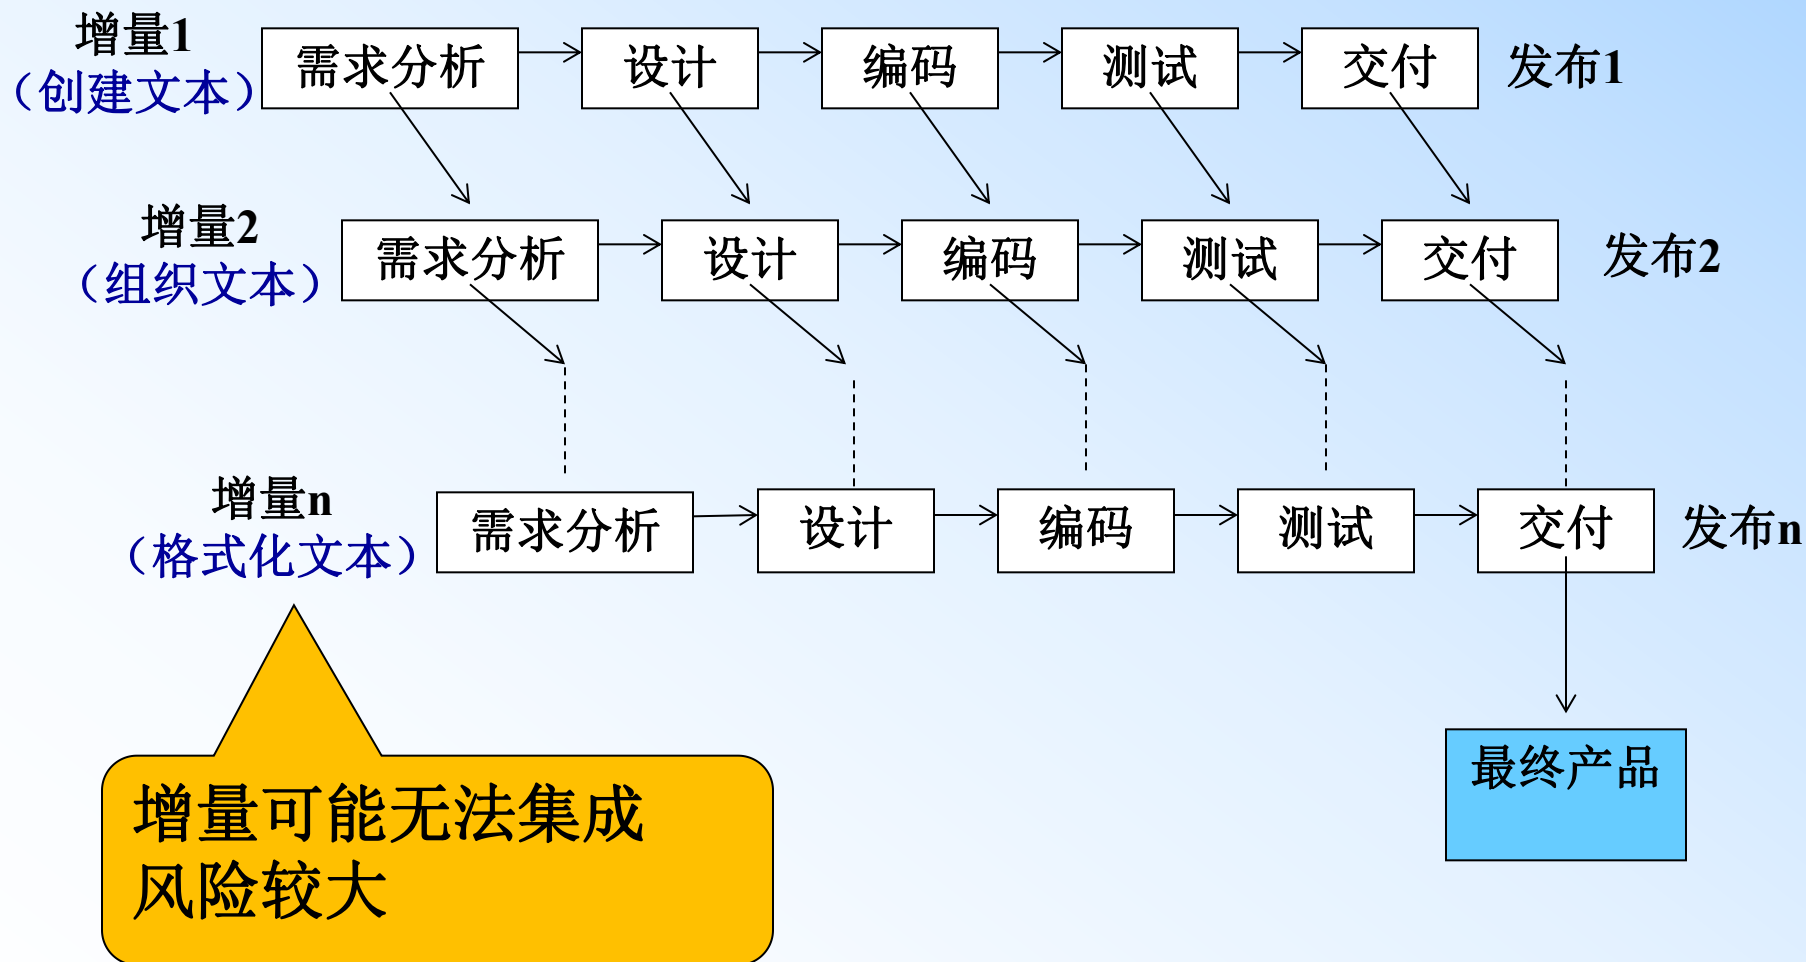 增量1
（创建文本）
需求分析
设计
编码
测试
交付
发布1
增量2
（组织文本）
需求分析
设计
编码
测试
交付
发布2
增量n
（格式化文本）
需求分析
设计
编码
测试
交付
发布n
最终产品
增量可能无法集成
风险较大